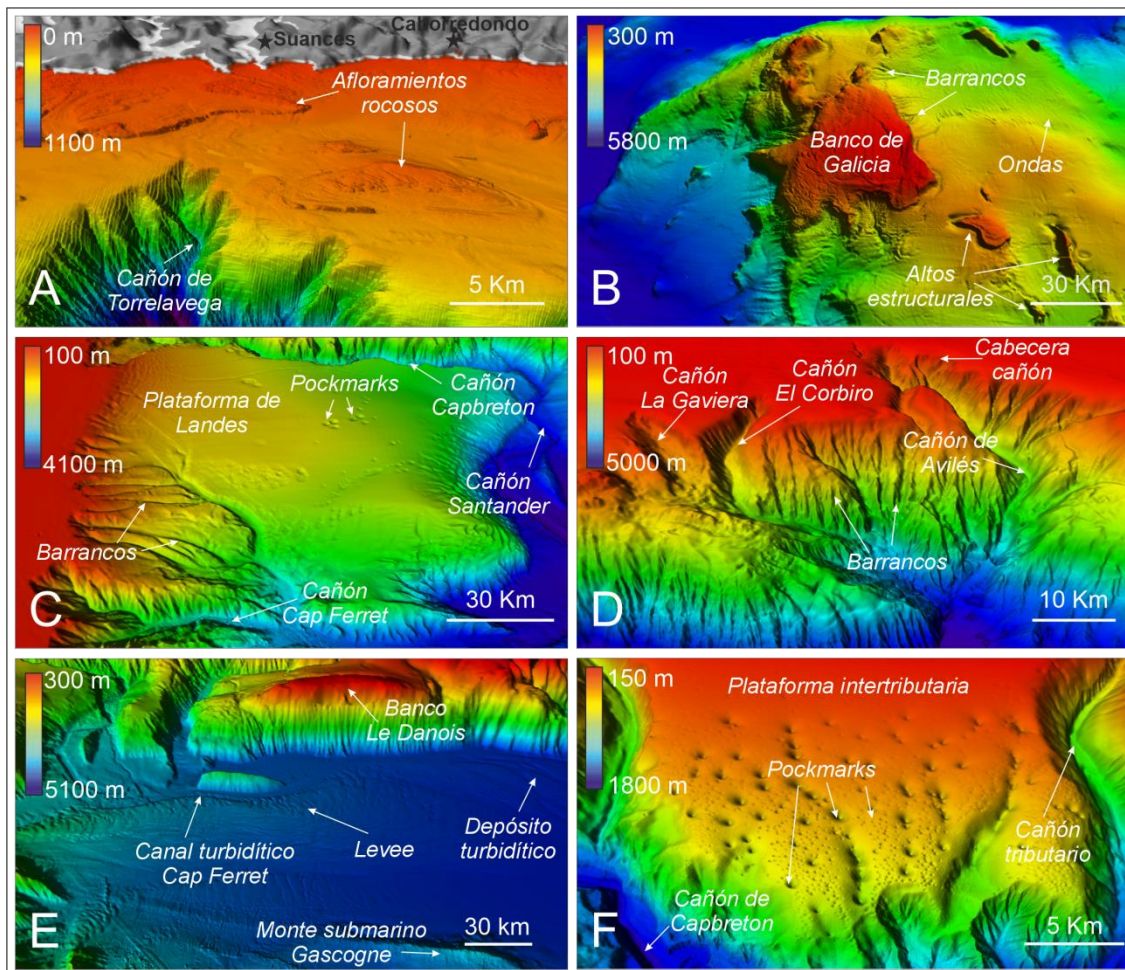 0 m
1100 m
Suances
Caborredondo
Afloramientos
rocosos
Cañón de
Torrelavega
A
5 Km
300 m
5800 m
Barrancos
Banco de
Galicia
Ondas
Altos
estructurales
B
30 Km
100 m
4100 m
Plataforma de
Landes
Pockmarks
Cañón
Capbreton
Cañón
Santander
Barrancos
Cañón
Cap Ferret
C
30 Km
100 m
5000 m
Cañón
La Gaviera
Cañón
El Corbiro
Cabecera
cañón
Cañón de
Avilés
Barrancos
D
10 Km
300 m
5100 m
Banco
Le Danois
Canal turbidítico
Cap Ferret
Levee
Depósito
turbidítico
Monte submarino
Gascogne
E
30 km
150 m
1800 m
Plataforma intertributaria
Pockmarks
Cañón
tributario
Cañón de
Capbreton
F
5 Km